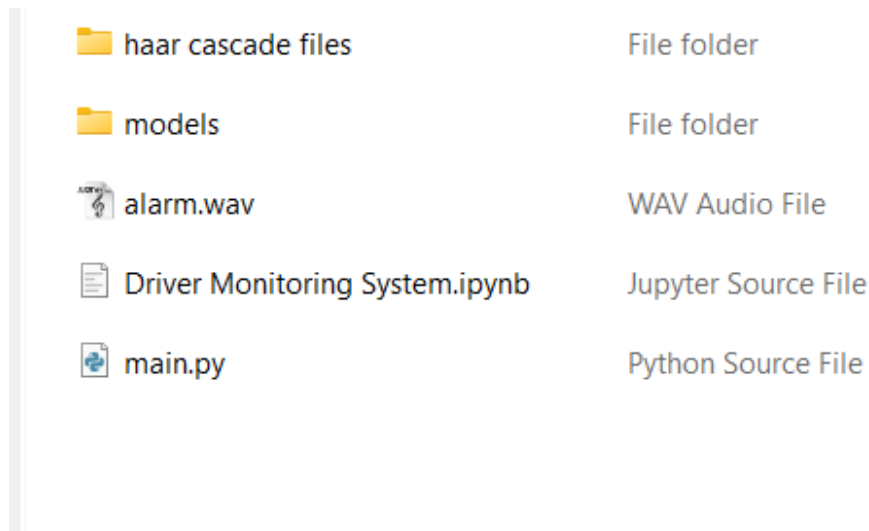 haar cascade files File folder
models File folder
alarm.wav WAV Audio File
Driver Monitoring System.ipynb Jupyter Source File
main.py Python Source File